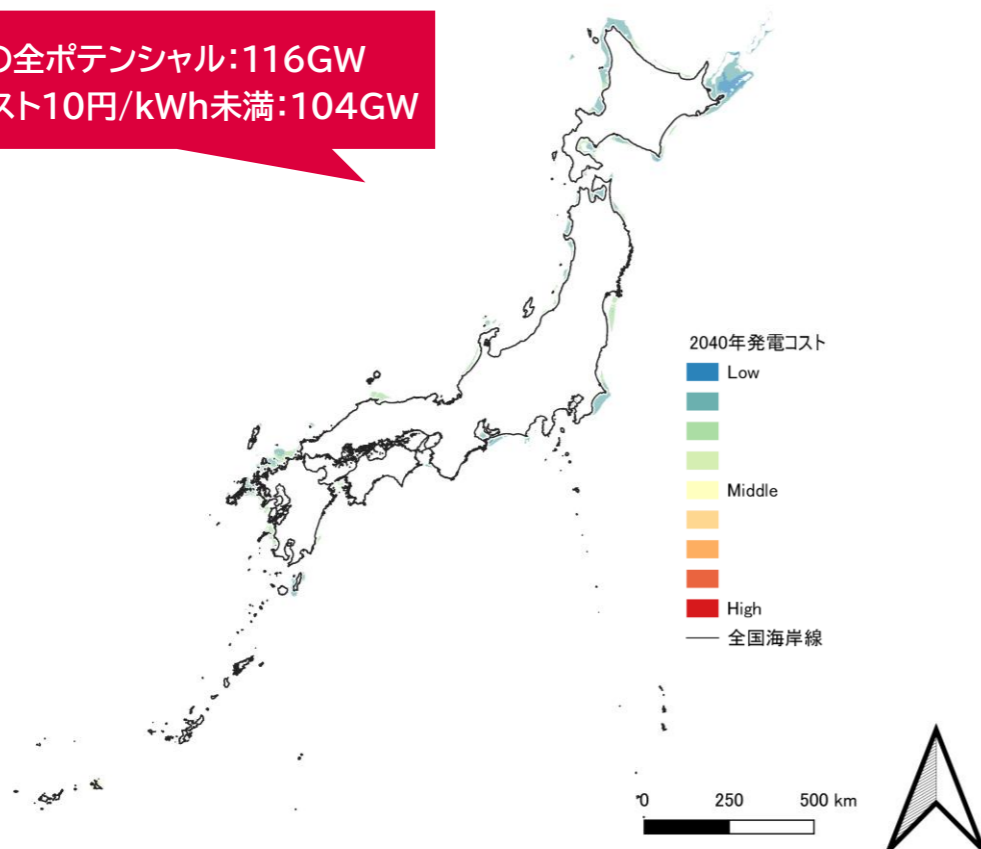 の全ポテンシャル：116GW
スト10円/kWh未満：104GW
2040年発電コスト
Low
Middle
High
全国海岸線
0 250 500 km